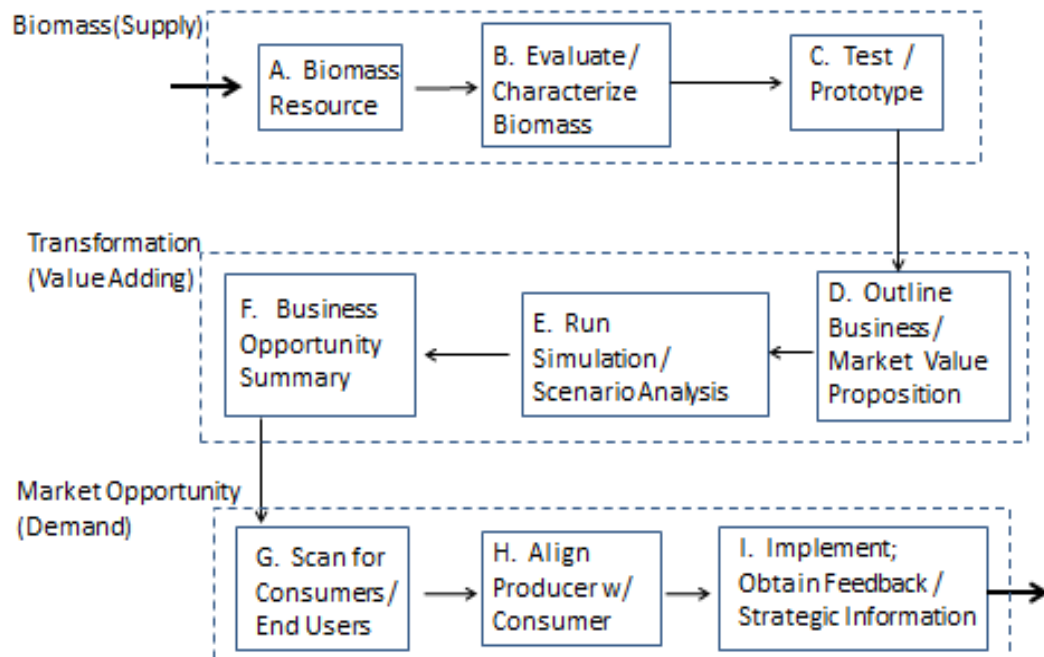 Biomass(Supply)
A. Biomass
Resource
B. Evaluate/
Characterize
Biomass
C. Test /
Prototype
Transformation
(Value Adding)
F. Business
Opportunity
Summary
E. Run
Simulation/
Scenario Analysis
D. Outline
Business/
Market Value
Proposition
Market Opportunity
(Demand)
G. Scan for
Consumers/
End Users
H. Align
Producer w/
Consumer
I. Implement;
Obtain Feedback /
Strategic Information